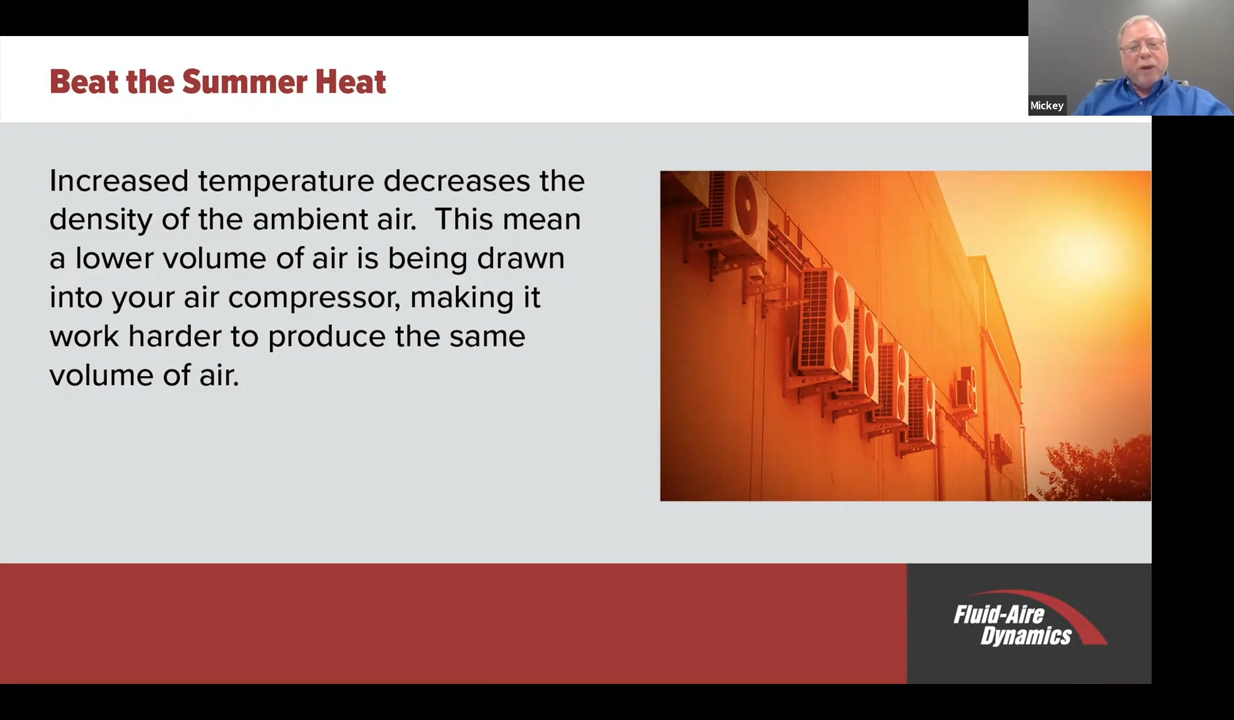 Beat the Summer Heat
Mickey
Increased temperature decreases the
density of the ambient air.  This mean
a lower volume of air is being drawn
into your air compressor, making it
work harder to produce the same
volume of air.
Fluid-Aire
Dynamics